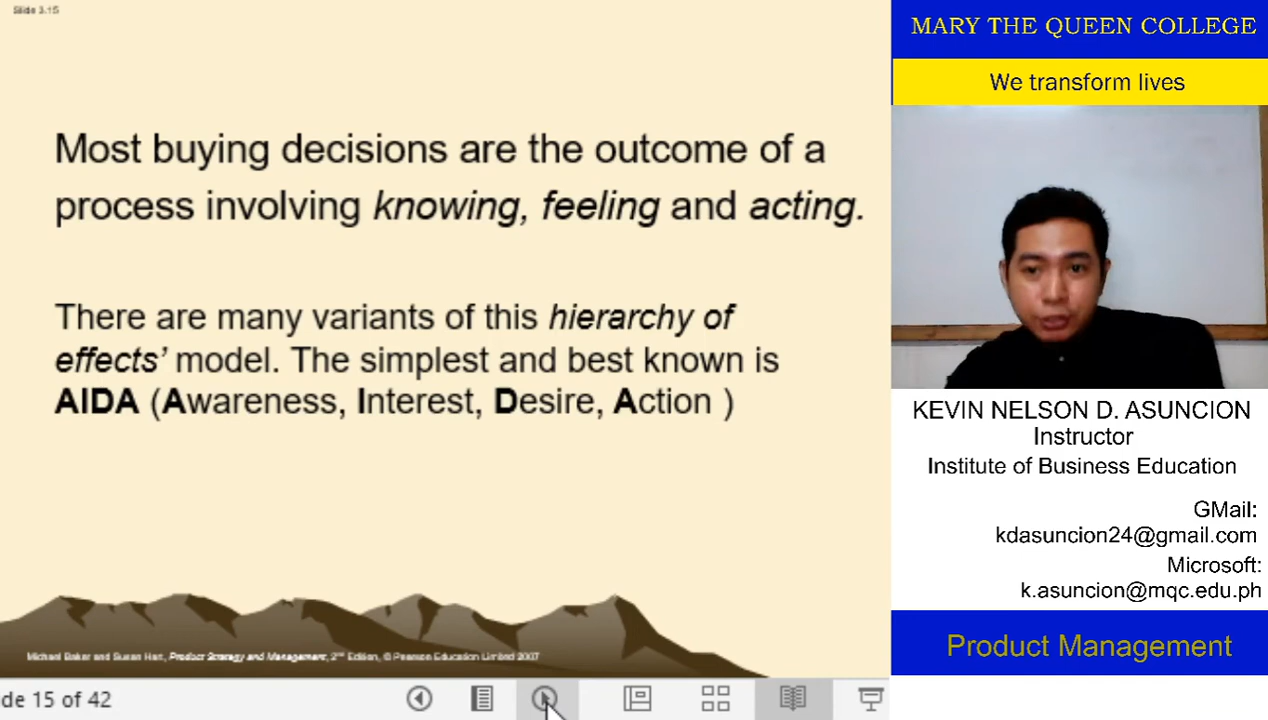 Slide 3.15
Most buying decisions are the outcome of a
process involving knowing, feeling and acting.
There are many variants of this hierarchy of
effects’ model. The simplest and best known is
AIDA (Awareness, Interest, Desire, Action )
Michael Baker and Susan Hart, Product Strategy and Management, 2nd Edition, © Pearson Education Limited 2007
de 15 of 42
MARY THE QUEEN COLLEGE
We transform lives
KEVIN NELSON D. ASUNCION
Instructor
Institute of Business Education
GMail:
kdasuncion24@gmail.com
Microsoft:
k.asuncion@mqc.edu.ph
Product Management